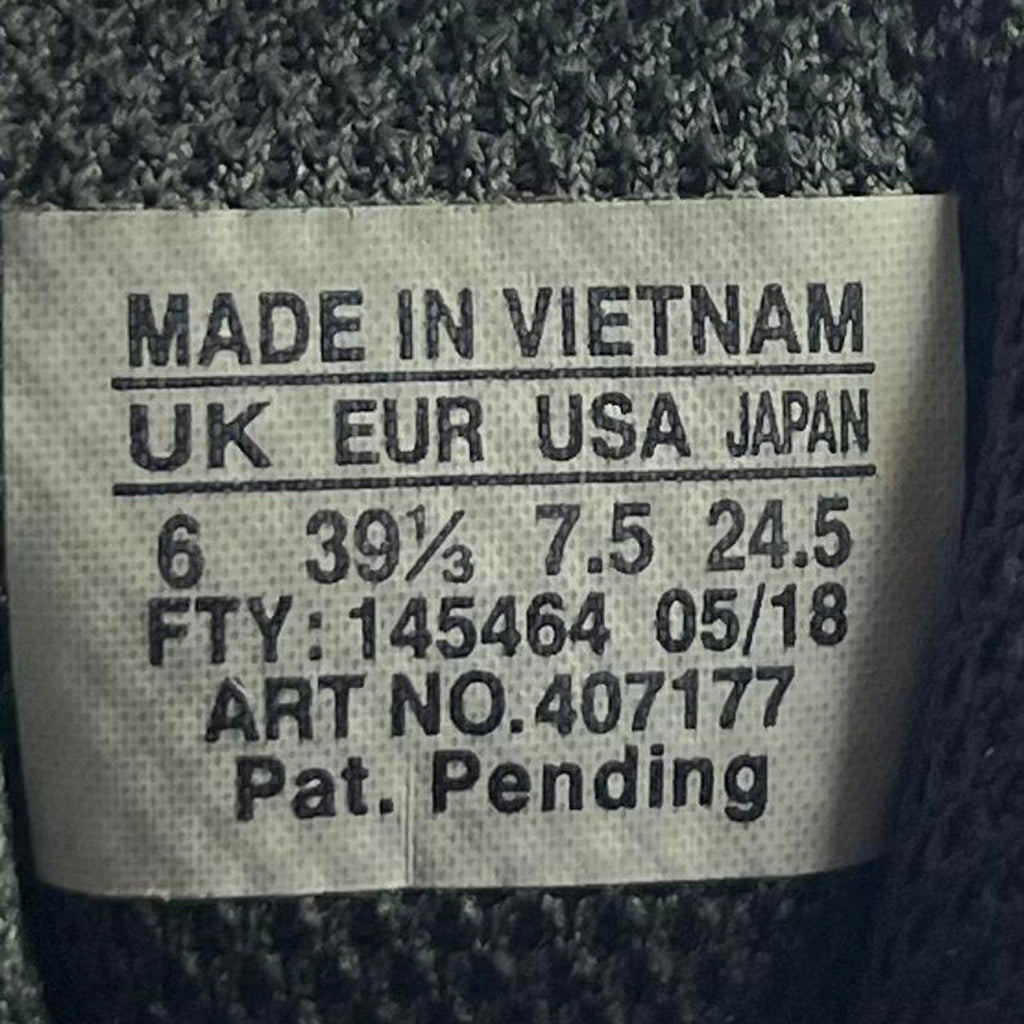 MADE IN VIETNAM
UK EUR USA JAPAN
6 39⅓ 7.5 24.5
FTY: 145464 05/18
ART NO. 407177
Pat. Pending